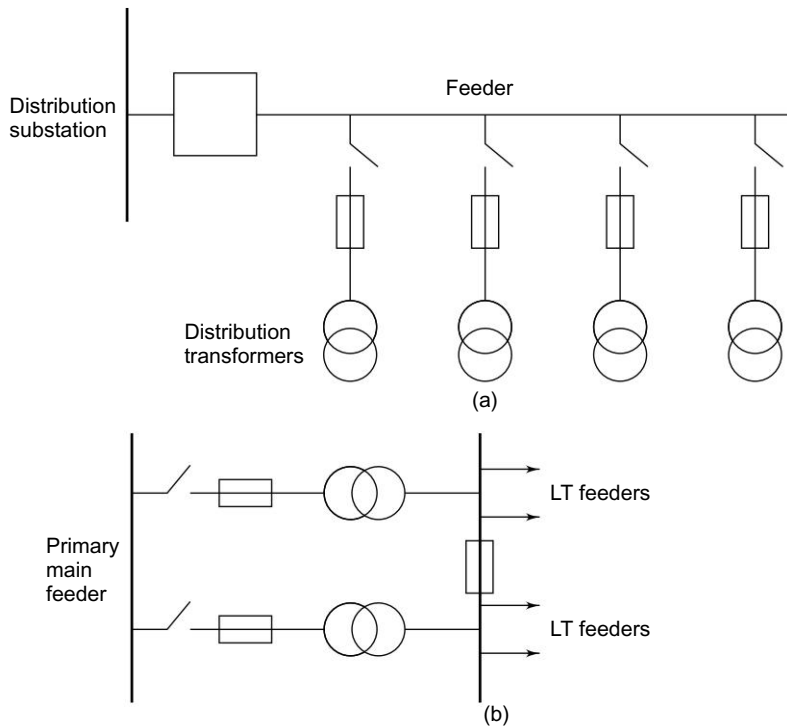 Feeder
Distribution
substation
Distribution
transformers
(a)
LT feeders
Primary
main
feeder
LT feeders
(b)